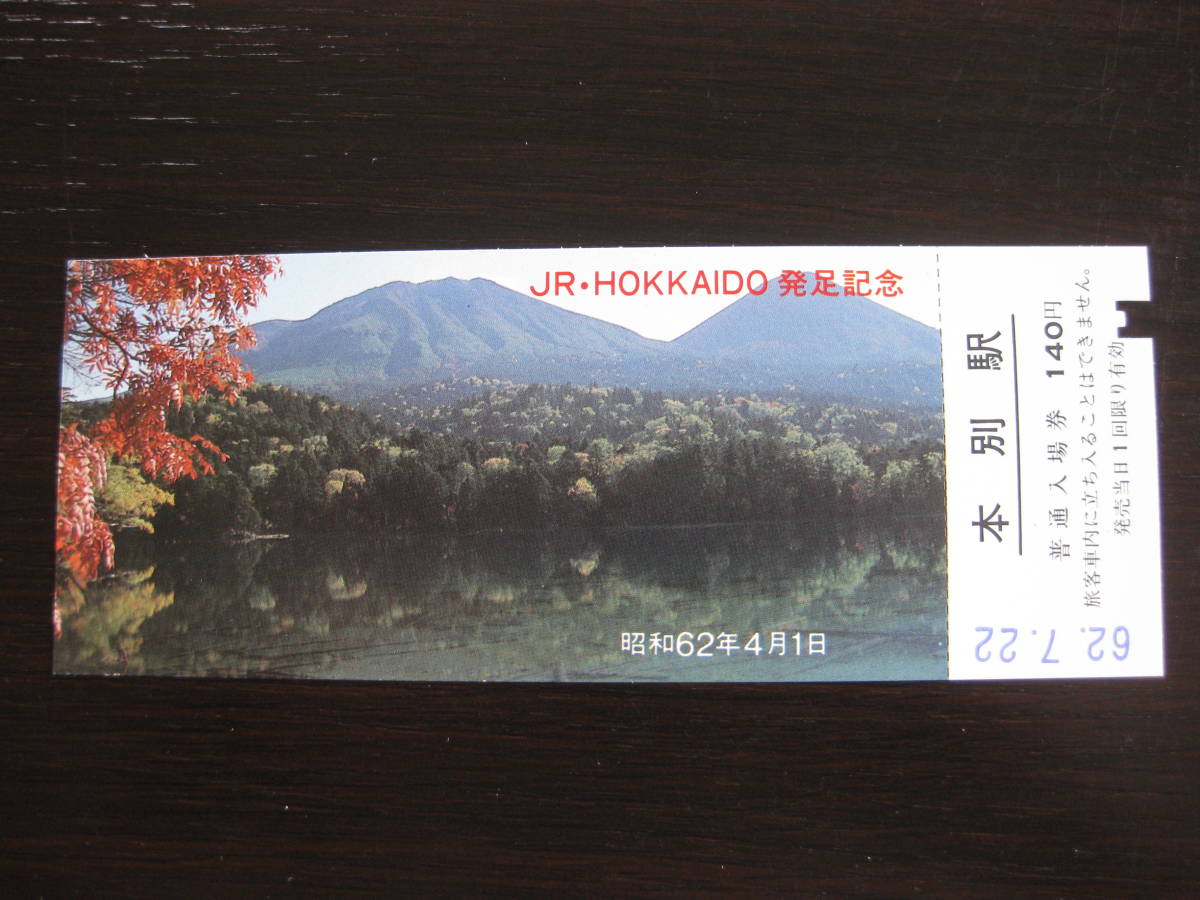 JR・HOKKAIDO 発足記念
昭和62年4月1日
本別駅
普通入場券 140円
旅客車内に立ち入ることはできません。
発売当日1回限り有効
62.7.22